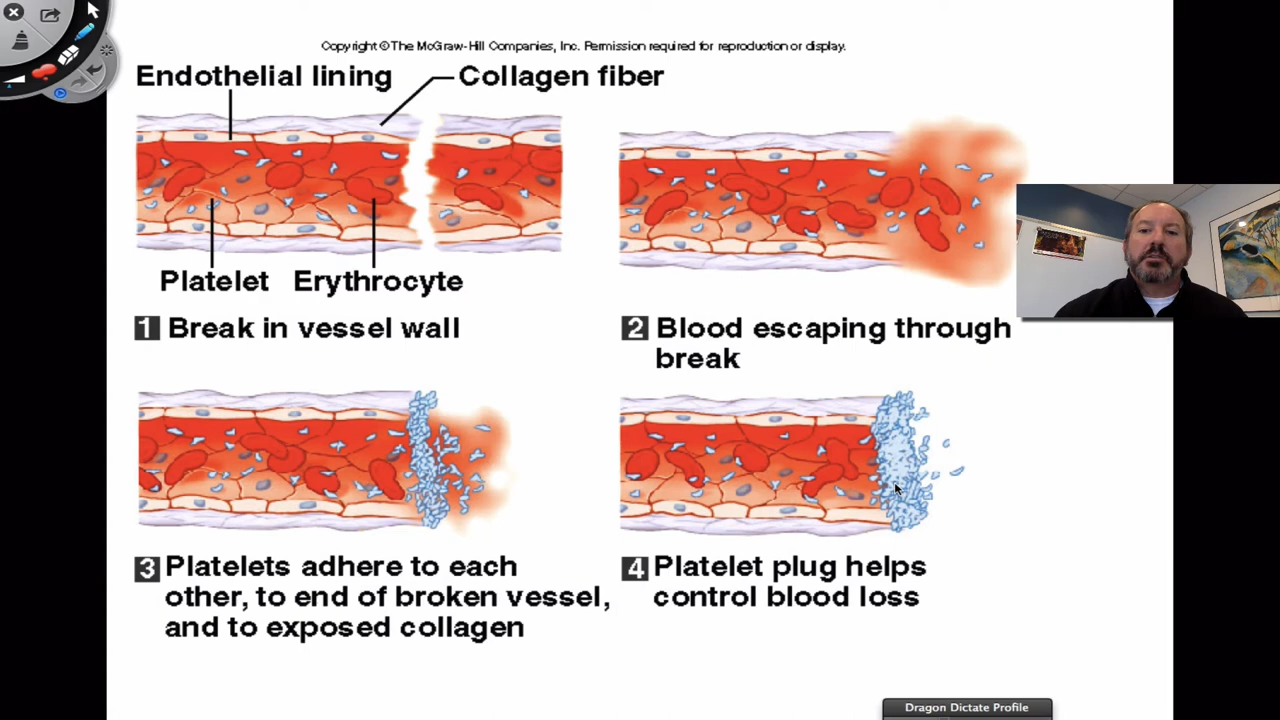 Copyright © The McGraw-Hill Companies, Inc. Permission required for reproduction or display.
Endothelial lining
Collagen fiber
Platelet
Erythrocyte
1 Break in vessel wall
2 Blood escaping through
break
3 Platelets adhere to each
other, to end of broken vessel,
and to exposed collagen
4 Platelet plug helps
control blood loss
Dragon Dictate Profile